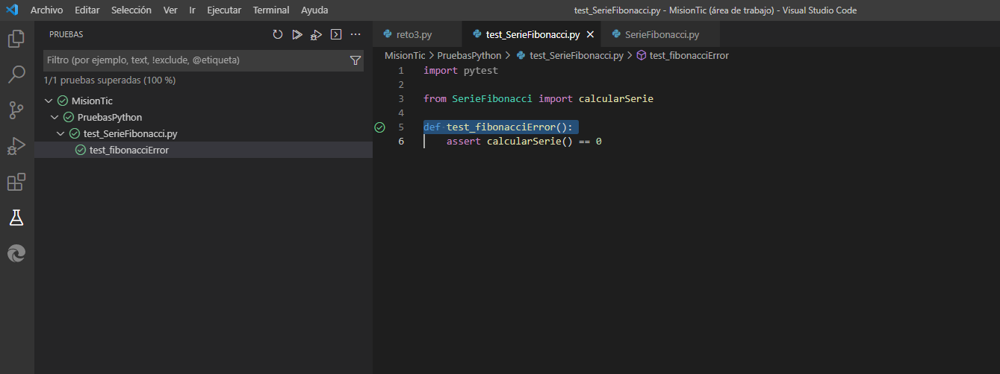 Archivo Editar Selección Ver Ir Ejecutar Terminal Ayuda test_SerieFibonacci.py - MisionTic (área de trabajo) - Visual Studio Code
PRUEBAS
Filtro (por ejemplo, text, !exclude, @etiqueta)
1/1 pruebas superadas (100 %)
MisionTic
PruebasPython
test_SerieFibonacci.py
test_fibonacciError
reto3.py test_SerieFibonacci.py SerieFibonacci.py
MisionTic > PruebasPython > test_SerieFibonacci.py > test_fibonacciError
1 import pytest
2
3 from SerieFibonacci import calcularSerie
4
5 def test_fibonacciError():
6 assert calcularSerie() == 0